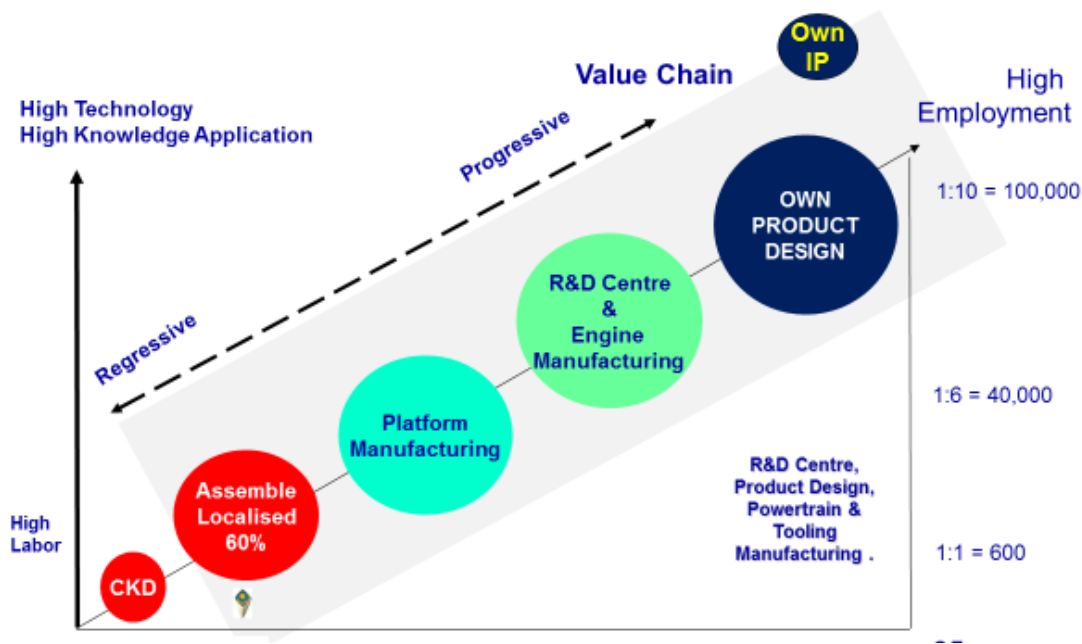 Own
IP
Value Chain
High
Employment
High Technology
High Knowledge Application
Progressive
Regressive
1:10 = 100,000
OWN
PRODUCT
DESIGN
R&D Centre
&
Engine
Manufacturing
1:6 = 40,000
Platform
Manufacturing
R&D Centre,
Product Design,
Powertrain &
Tooling
Manufacturing .
Assemble
Localised
60%
High
Labor
1:1 = 600
CKD